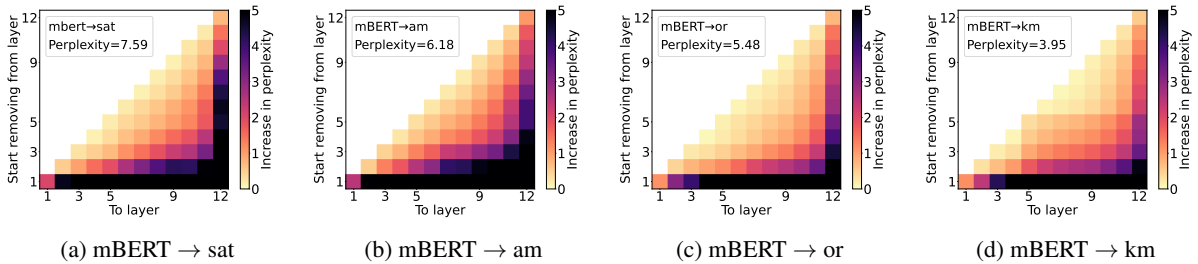 mbert→sat
Perplexity=7.59
Start removing from layer
12
9
5
3
1
1 3 5 9 12
To layer
5
4
3
2
1
0
Increase in perplexity
(a) mBERT → sat
mBERT→am
Perplexity=6.18
Start removing from layer
12
9
5
3
1
1 3 5 9 12
To layer
5
4
3
2
1
0
Increase in perplexity
(b) mBERT → am
mBERT→or
Perplexity=5.48
Start removing from layer
12
9
5
3
1
1 3 5 9 12
To layer
5
4
3
2
1
0
Increase in perplexity
(c) mBERT → or
mBERT→km
Perplexity=3.95
Start removing from layer
12
9
5
3
1
1 3 5 9 12
To layer
5
4
3
2
1
0
Increase in perplexity
(d) mBERT → km